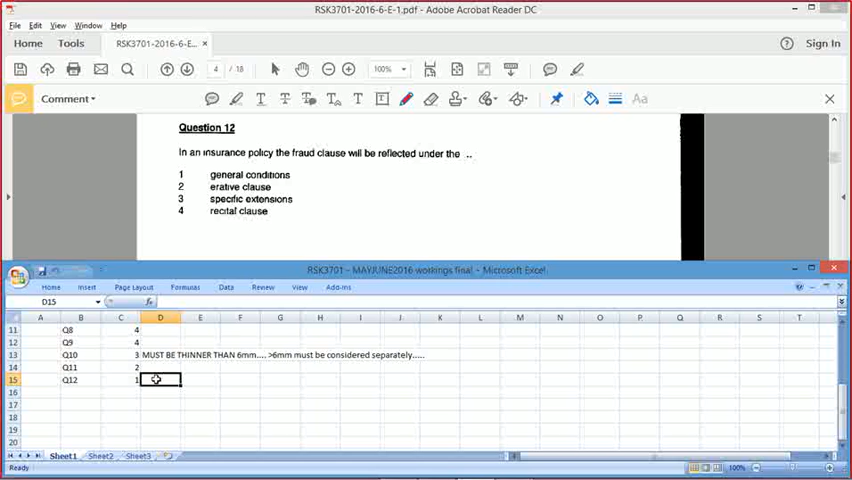 RSK3701-2016-6-E-1.pdf - Adobe Acrobat Reader DC
File Edit View Window Help
Home Tools RSK3701-2016-6-E... × Sign In
4 / 18 100%
Comment Aa
Question 12
In an insurance policy the fraud clause will be reflected under the ...
1 general conditions
2 erative clause
3 specific extensions
4 recital clause
RSK3701 - MAYJUNE2016 workings final - Microsoft Excel
Home Insert Page Layout Formulas Data Review View Add-Ins
D15 fx
A B C D E F G H I J K L M N O P Q R S T
11 Q8 4
12 Q9 4
13 Q10 3 MUST BE THINNER THAN 6mm.... >6mm must be considered separately.....
14 Q11 2
15 Q12 1
16
17
18
19
20
Sheet1 Sheet2 Sheet3
Ready 100%